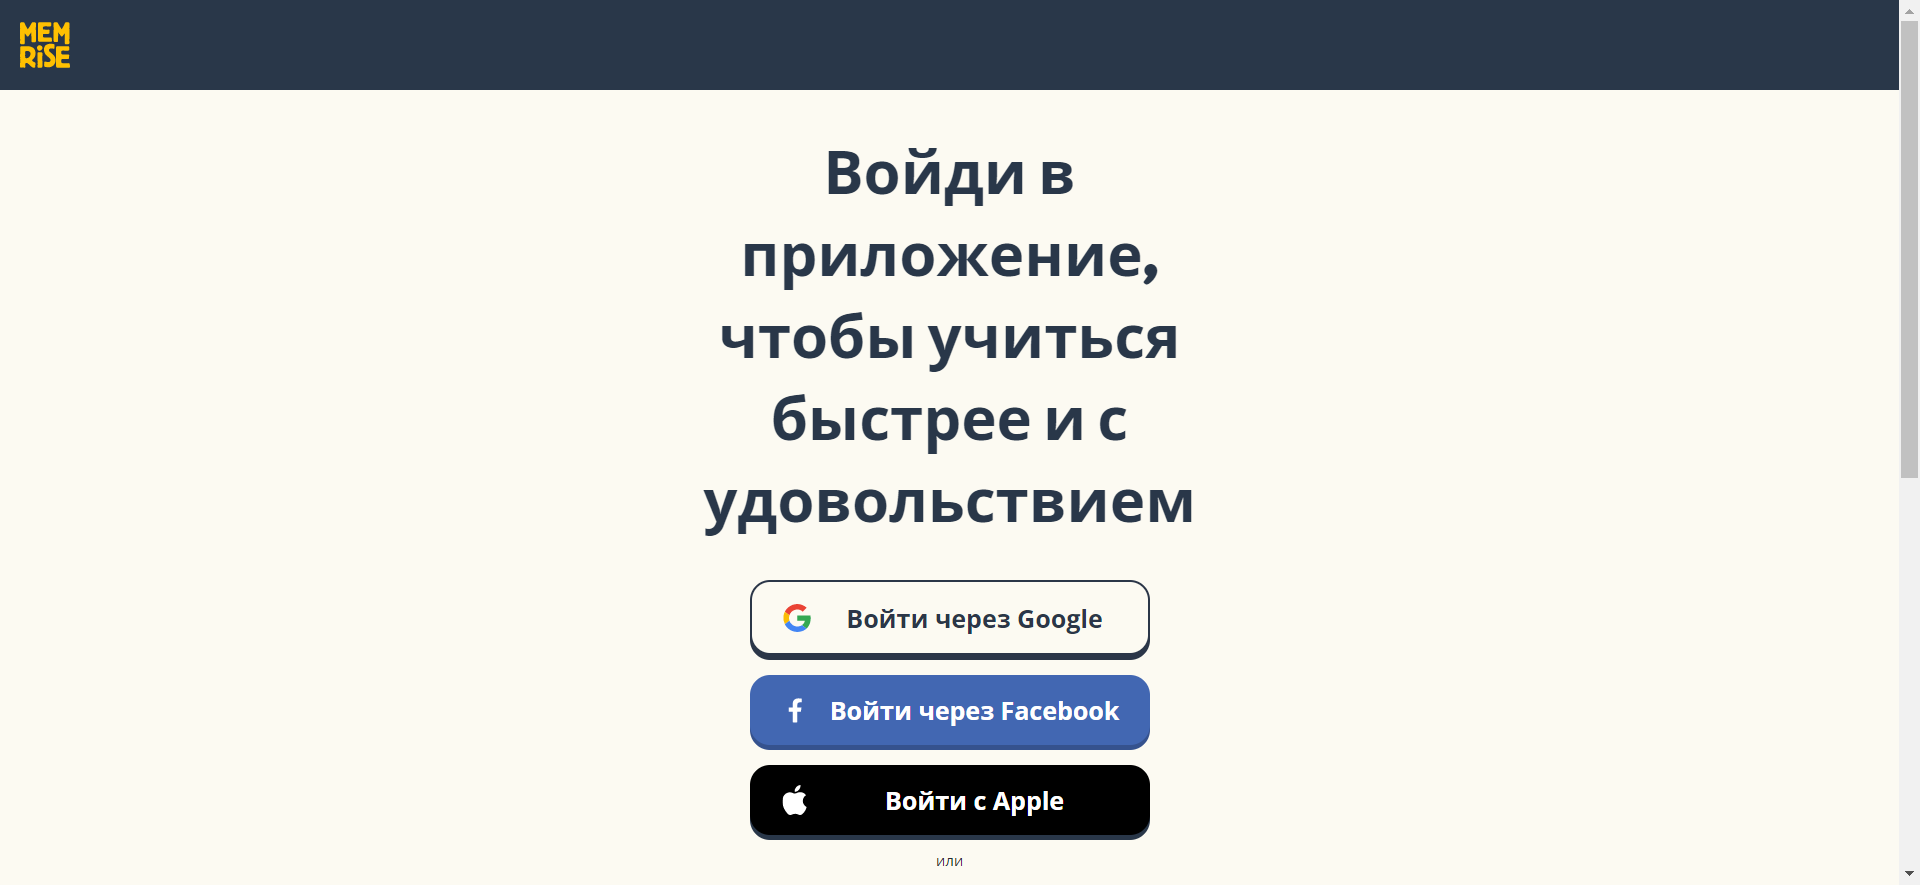 MEM
RiSE
Войди в
приложение,
чтобы учиться
быстрее и с
удовольствием
Войти через Google
Войти через Facebook
Войти с Apple
или